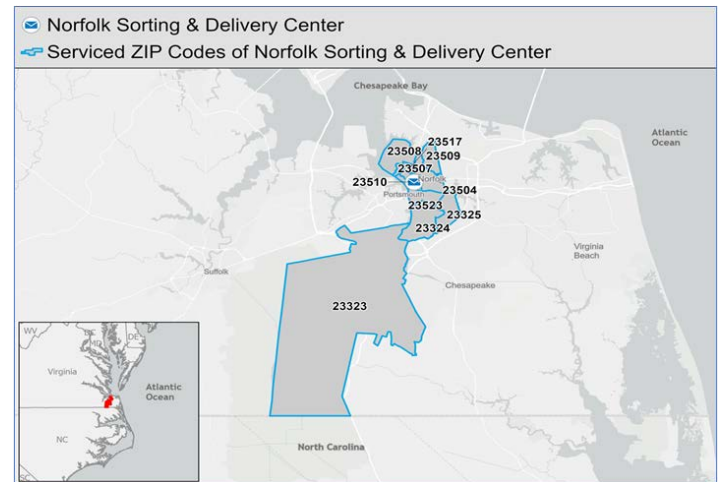 Norfolk Sorting & Delivery Center
Serviced ZIP Codes of Norfolk Sorting & Delivery Center
Chesapeake Bay
Atlantic
Ocean
23517
23508
23509
23507
23510
Norfolk
23504
Portsmouth
23523
23325
23324
Virginia
Beach
Suffolk
Chesapeake
23323
North Carolina
WV
DC
MD
DE
Virginia
Atlantic
Ocean
NC
SC